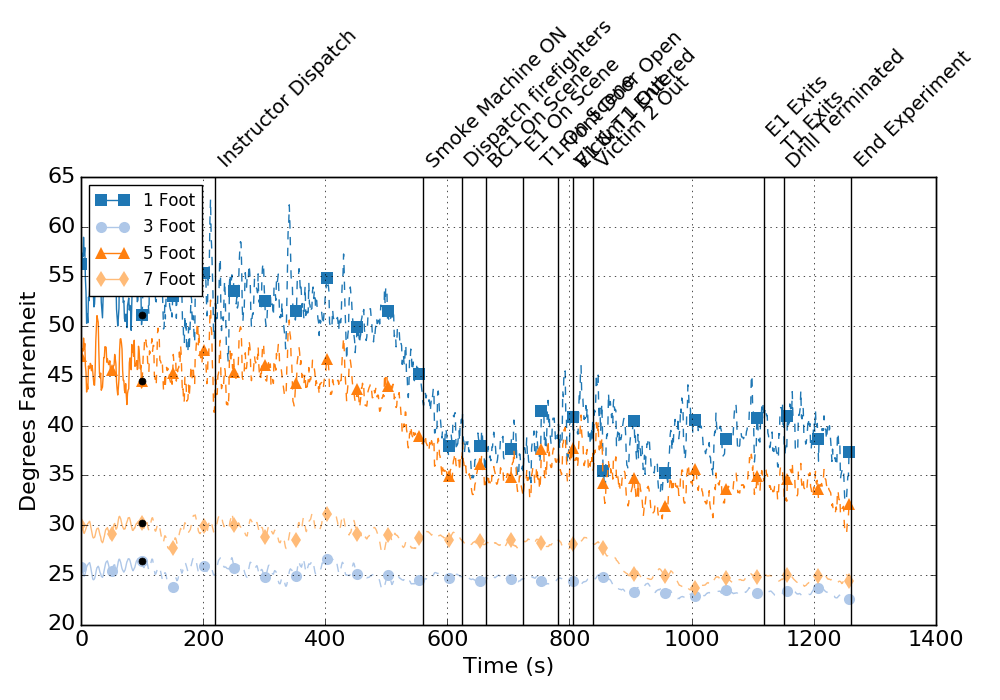 Instructor Dispatch
Smoke Machine ON
Dispatch firefighters
BC1 On Scene
E1 On Scene
T1 On Scene
Front Door Open
E1 & T1 Entered
Victim 1 Out
Victim 2 Out
E1 Exits
T1 Exits
Drill Terminated
End Experiment
65
60
55
50
45
40
35
30
25
20
1 Foot
3 Foot
5 Foot
7 Foot
Degrees Fahrenheit
0
200
400
600
800
1000
1200
1400
Time (s)